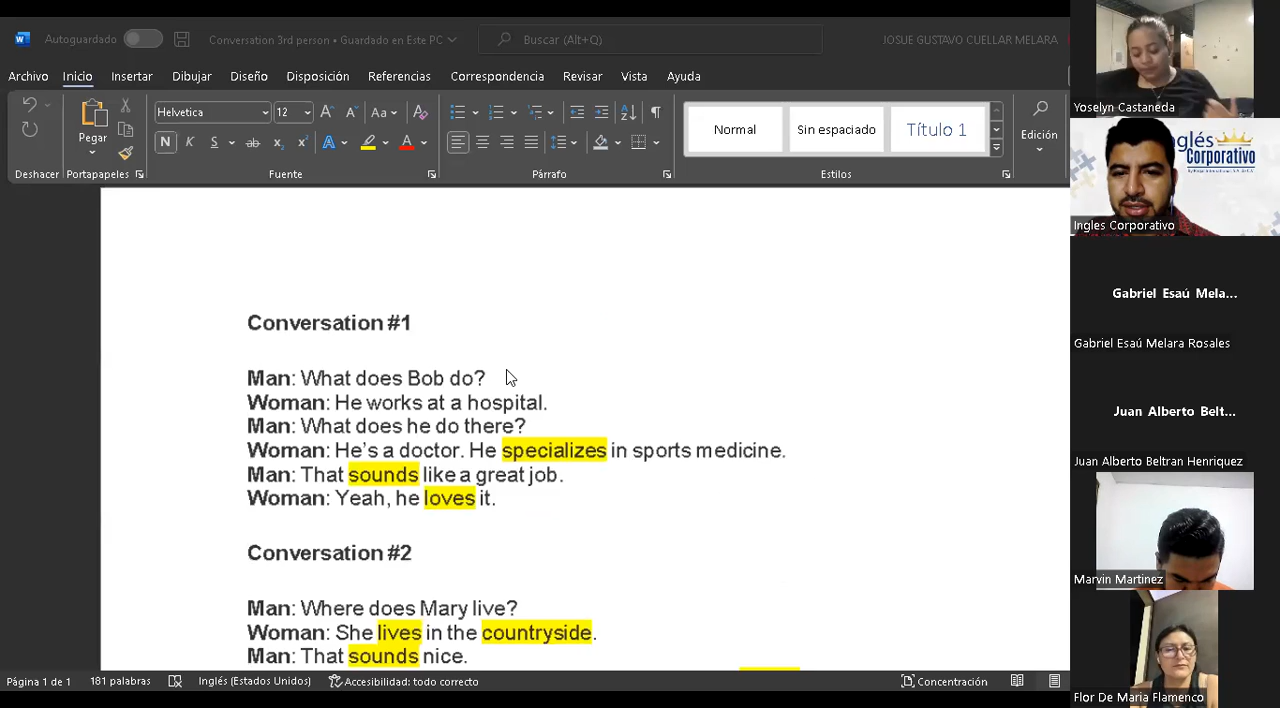 Autoguardado
Conversation 3rd person • Guardado en Este PC
Buscar (Alt+Q)
JOSUE GUSTAVO CUELLAR MELARA
Archivo Inicio Insertar Dibujar Diseño Disposición Referencias Correspondencia Revisar Vista Ayuda
Helvetica 12
Pegar
Normal
Sin espaciado
Título 1
Edición
Deshacer Portapapeles Fuente Párrafo Estilos
Conversation #1
Man: What does Bob do?
Woman: He works at a hospital.
Man: What does he do there?
Woman: He's a doctor. He specializes in sports medicine.
Man: That sounds like a great job.
Woman: Yeah, he loves it.
Conversation #2
Man: Where does Mary live?
Woman: She lives in the countryside.
Man: That sounds nice.
Página 1 de 1 181 palabras Inglés (Estados Unidos) Accesibilidad: todo correcto Concentración
Yoselyn Castaneda
Inglés
Corporativo
Ingles Corporativo
Gabriel Esaú Mela...
Gabriel Esaú Melara Rosales
Juan Alberto Belt...
Juan Alberto Beltran Henriquez
Marvin Martinez
Flor De Maria Flamenco